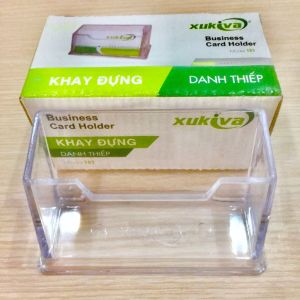 xukiva
Business
Card Holder
KHAY ĐỰNG
DANH THIẾP
Business
Card Holder
xukiva
DANH THIẾP
KHAY ĐỰNG